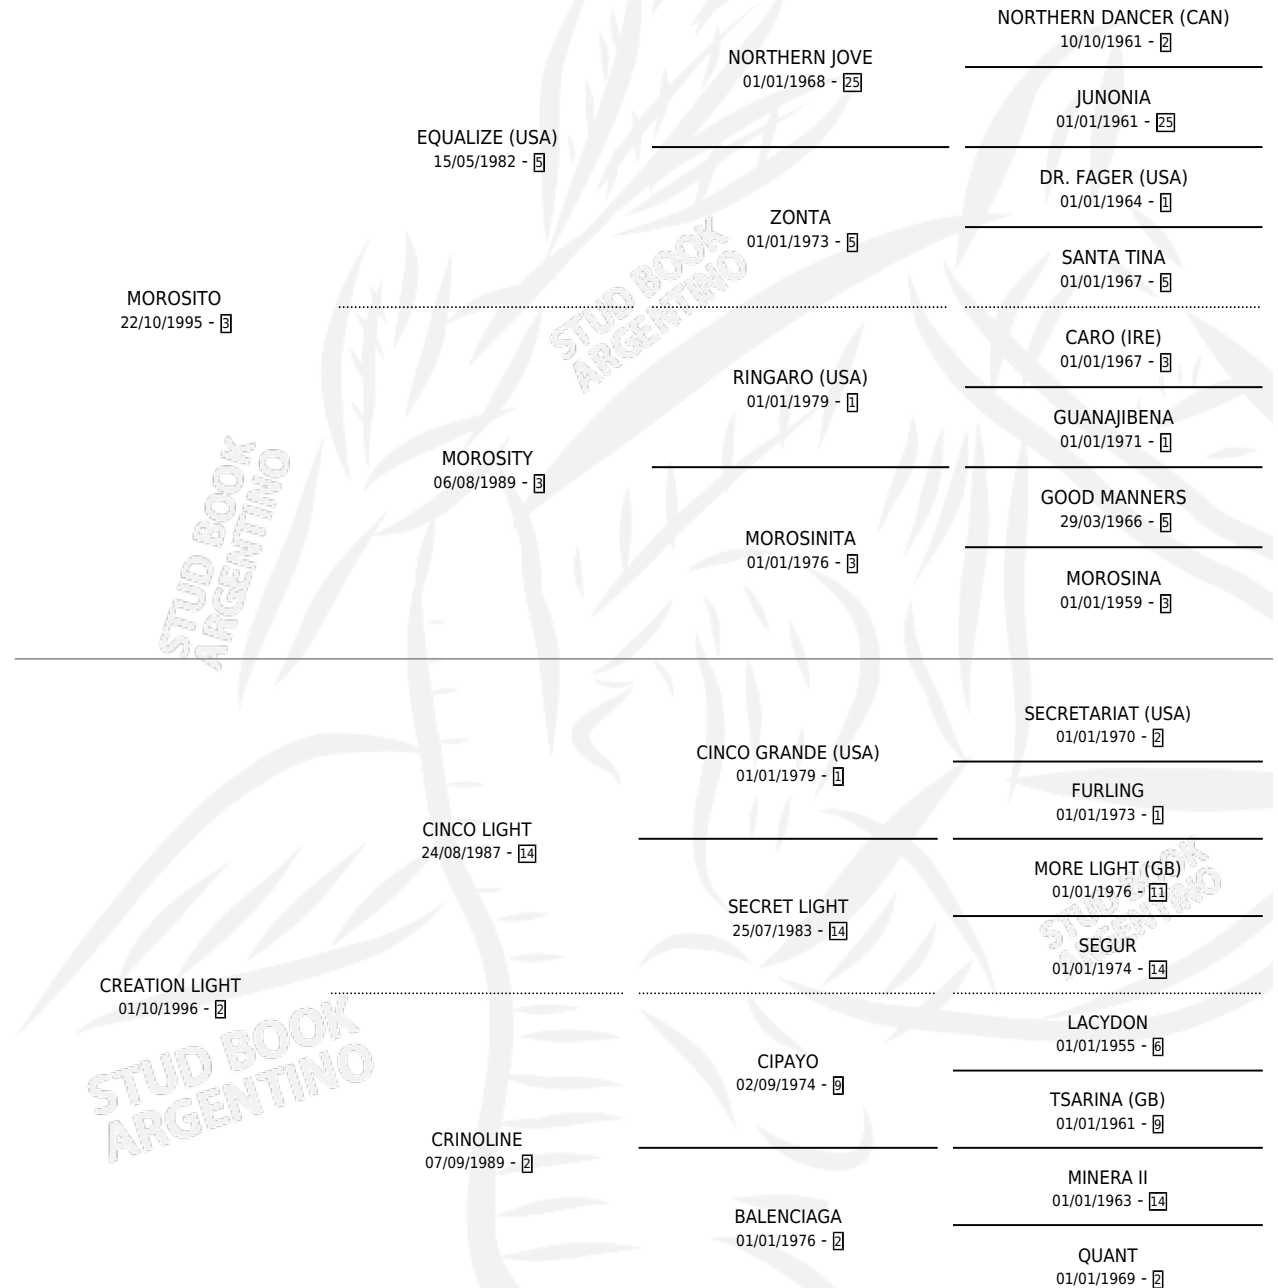 NORTHERN DANCER (CAN)
10/10/1961 - 2
NORTHERN JOVE
01/01/1968 - 25
JUNONIA
01/01/1961 - 25
EQUALIZE (USA)
15/05/1982 - 5
DR. FAGER (USA)
01/01/1964 - 1
ZONTA
01/01/1973 - 5
SANTA TINA
01/01/1967 - 5
MOROSITO
22/10/1995 - 3
CARO (IRE)
01/01/1967 - 3
RINGARO (USA)
01/01/1979 - 1
GUANAJIBENA
01/01/1971 - 1
MOROSITY
06/08/1989 - 3
GOOD MANNERS
29/03/1966 - 5
MOROSINITA
01/01/1976 - 3
MOROSINA
01/01/1959 - 3
SECRETARIAT (USA)
01/01/1970 - 2
CINCO GRANDE (USA)
01/01/1979 - 1
FURLING
01/01/1973 - 1
CINCO LIGHT
24/08/1987 - 14
MORE LIGHT (GB)
01/01/1976 - 11
SECRET LIGHT
25/07/1983 - 14
SEGUR
01/01/1974 - 14
CREATION LIGHT
01/10/1996 - 2
LACYDON
01/01/1955 - 6
CIPAYO
02/09/1974 - 9
TSARINA (GB)
01/01/1961 - 9
CRINOLINE
07/09/1989 - 2
MINERA II
01/01/1963 - 14
BALENCIAGA
01/01/1976 - 2
QUANT
01/01/1969 - 2
STUD BOOK
ARGENTINO
STUD BOOK
ARGENTINO
STUD BOOK
ARGENTINO
STUD BOOK
ARGENTINO